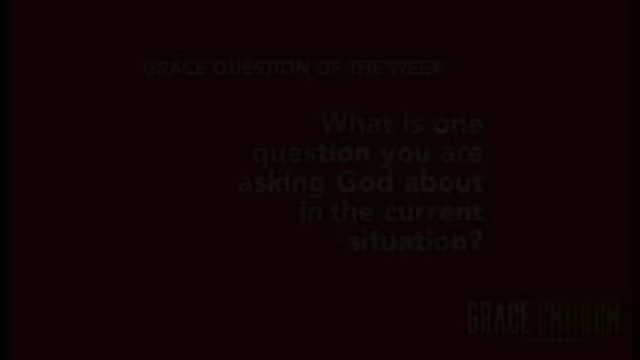 GRACE QUESTION OF THE WEEK
What is one
question you are
asking God about
in the current
situation?
GRACE CHURCH